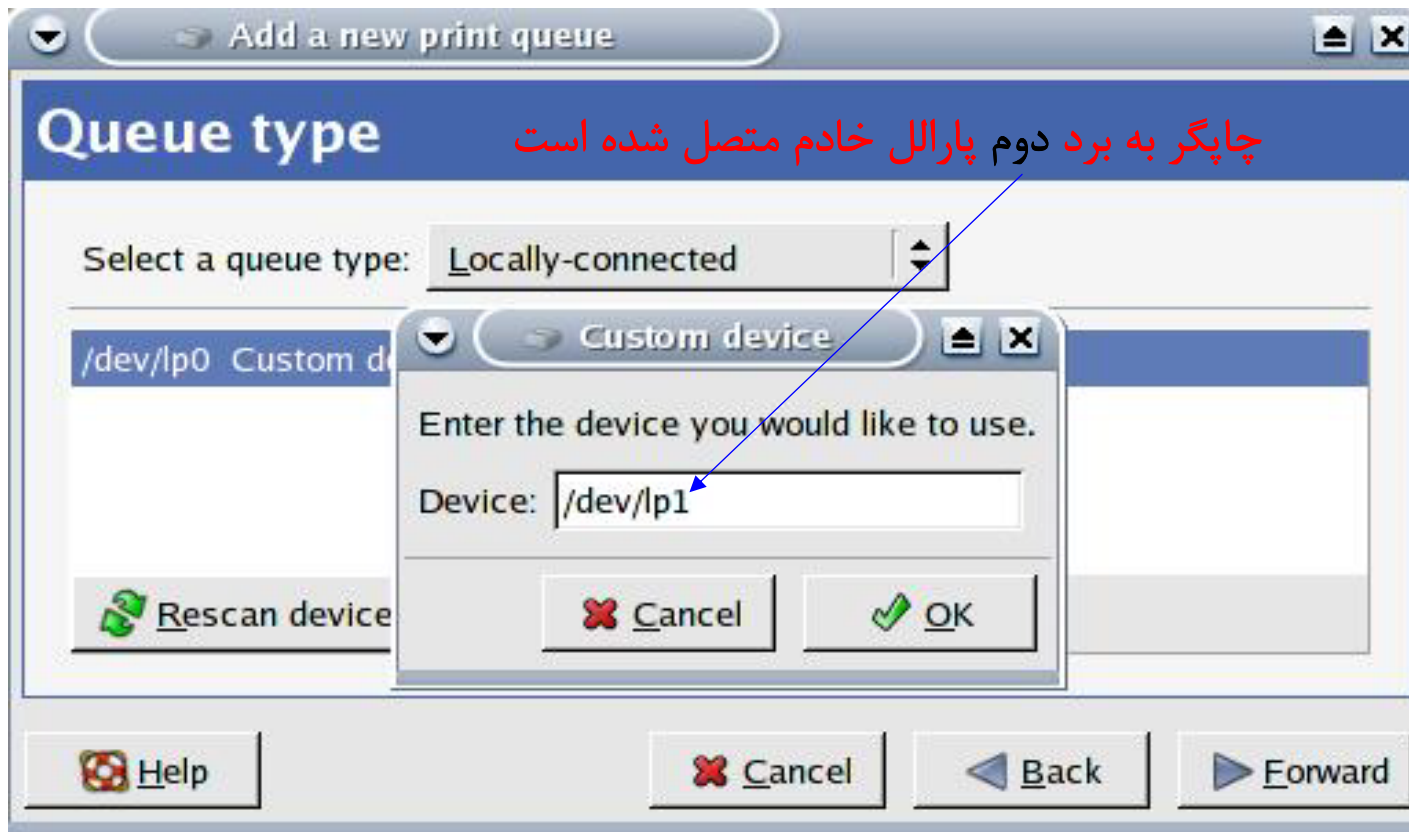 Add a new print queue
Queue type
چاپگر به برد دوم پارالل خادم متصل شده است
Select a queue type: Locally-connected
/dev/lp0 Custom de
Custom device
Enter the device you would like to use.
Device: /dev/lp1
Rescan device
Cancel
OK
Help
Cancel
Back
Forward